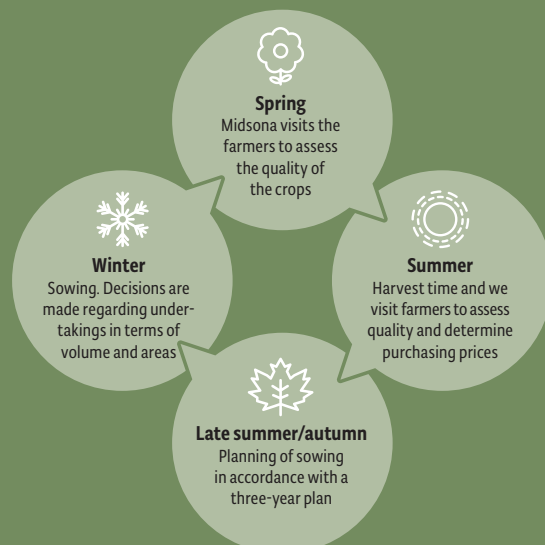 Spring
Midsona visits the
farmers to assess
the quality of
the crops
Summer
Harvest time and we
visit farmers to assess
quality and determine
purchasing prices
Late summer/autumn
Planning of sowing
in accordance with a
three-year plan
Winter
Sowing. Decisions are
made regarding under-
takings in terms of
volume and areas